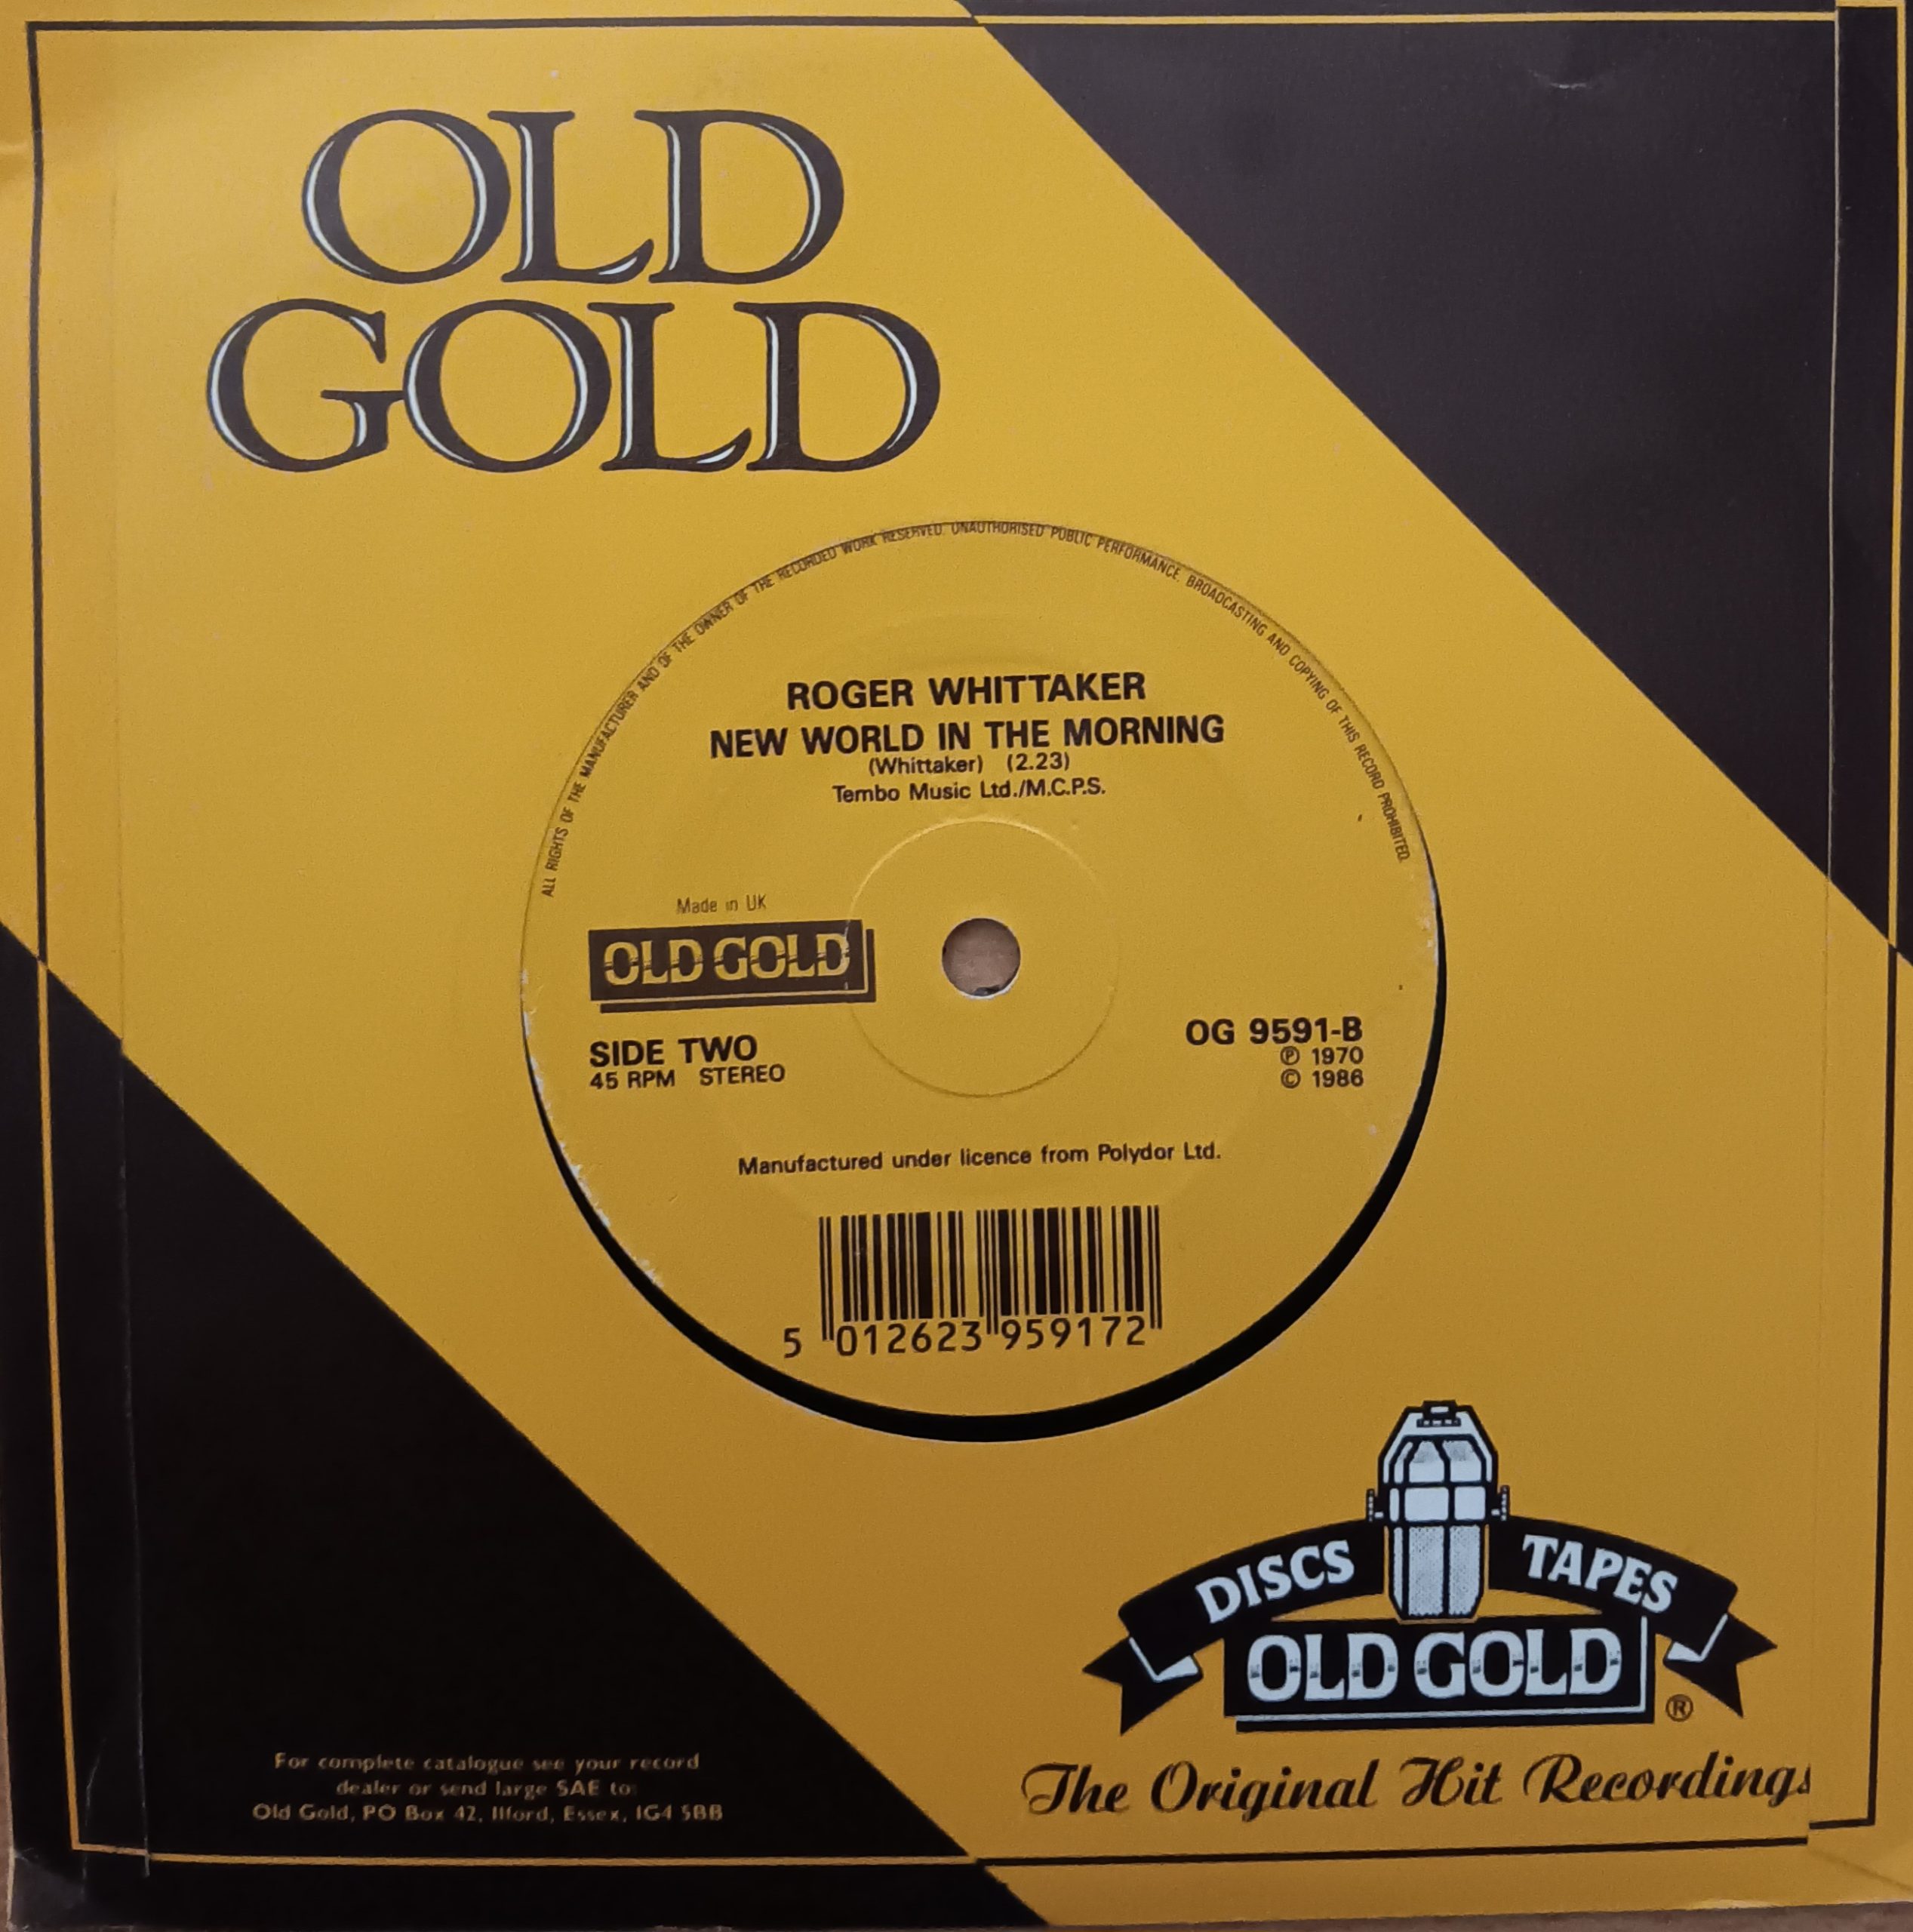 OLD
GOLD
ALL RIGHTS OF THE MANUFACTURER AND OF THE OWNER OF THE RECORDED WORK RESERVED. UNAUTHORISED PUBLIC PERFORMANCE. BROADCASTING AND COPYING OF THIS RECORD PROHIBITED.
ROGER WHITTAKER
NEW WORLD IN THE MORNING
(Whittaker) (2.23)
Tembo Music Ltd./M.C.P.S.
Made in UK
OLD GOLD
SIDE TWO
45 RPM STEREO
OG 9591-B
℗ 1970
© 1986
Manufactured under licence from Polydor Ltd.
5 012623 959172
DISCS TAPES
OLD GOLD ®
The Original Hit Recordings
For complete catalogue see your record
dealer or send large SAE to:
Old Gold, PO Box 42, Ilford, Essex, IG4 5BB